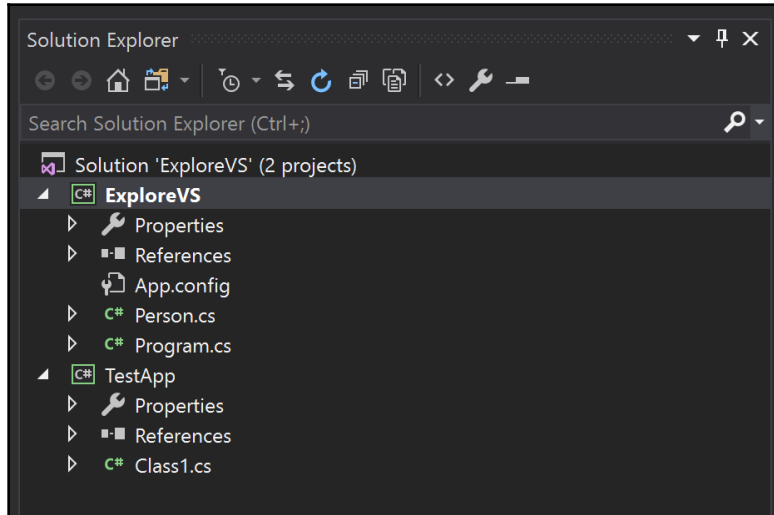 Solution Explorer
Search Solution Explorer (Ctrl+;)
Solution 'ExploreVS' (2 projects)
C# ExploreVS
Properties
References
App.config
C# Person.cs
C# Program.cs
C# TestApp
Properties
References
C# Class1.cs